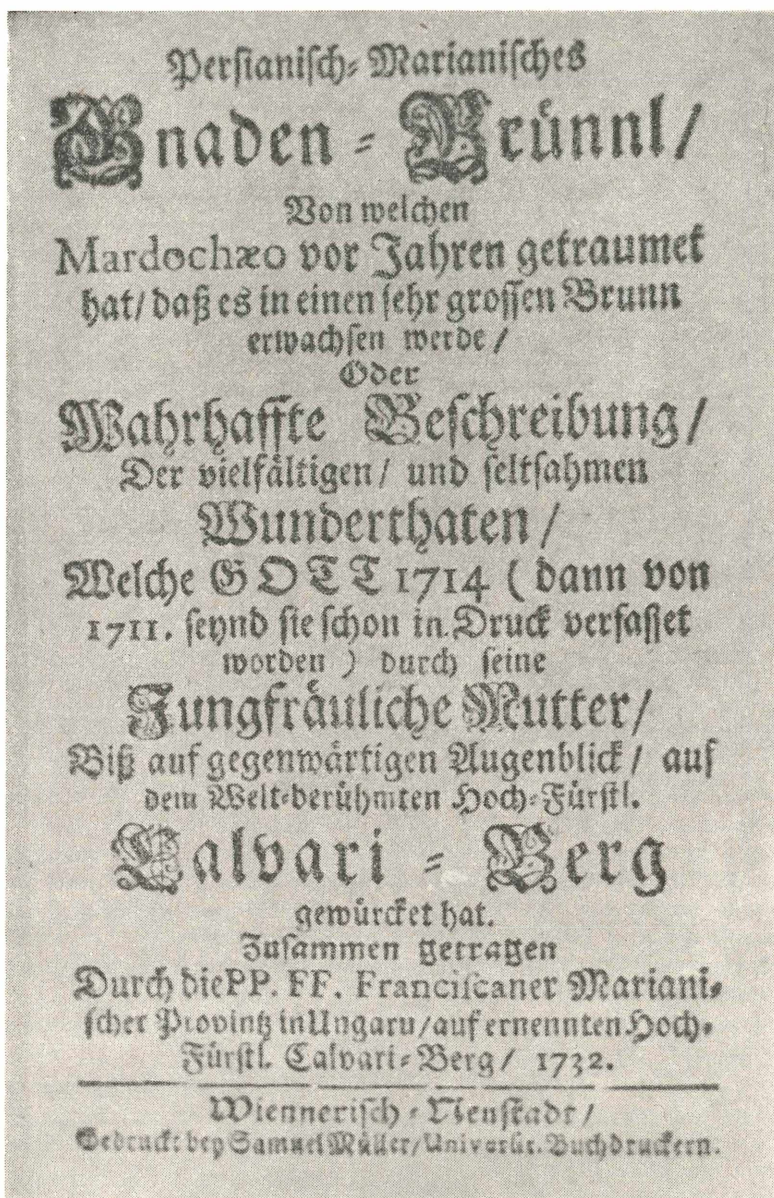 Persianisch-Marianisches
Gnaden-Brünnl/
Von welchen
Mardochæo vor Jahren getraumet
hat/ daß es in einen sehr grossen Brunn
erwachsen werde/
Oder
Wahrhaffte Beschreibung/
Der vielfältigen/ und seltsahmen
Wunderthaten/
Welche GOTT 1714 (dann von
1711. seynd sie schon in Druck verfasset
worden) durch seine
Jungfräuliche Mutter/
Biß auf gegenwärtigen Augenblick/ auf
dem Welt-berühmten Hoch-Fürstl.
Calvari-Berg
gewürcket hat.
Zusammen getragen
Durch die PP. FF. Franciscaner Mariani-
scher Provintz in Ungarn/ auf ernennten Hoch-
Fürstl. Calvari-Berg/ 1732.
Wiennerisch-Neustadt/
Gedruckt bey Samuel Müller/ Universit. Buchdruckern.